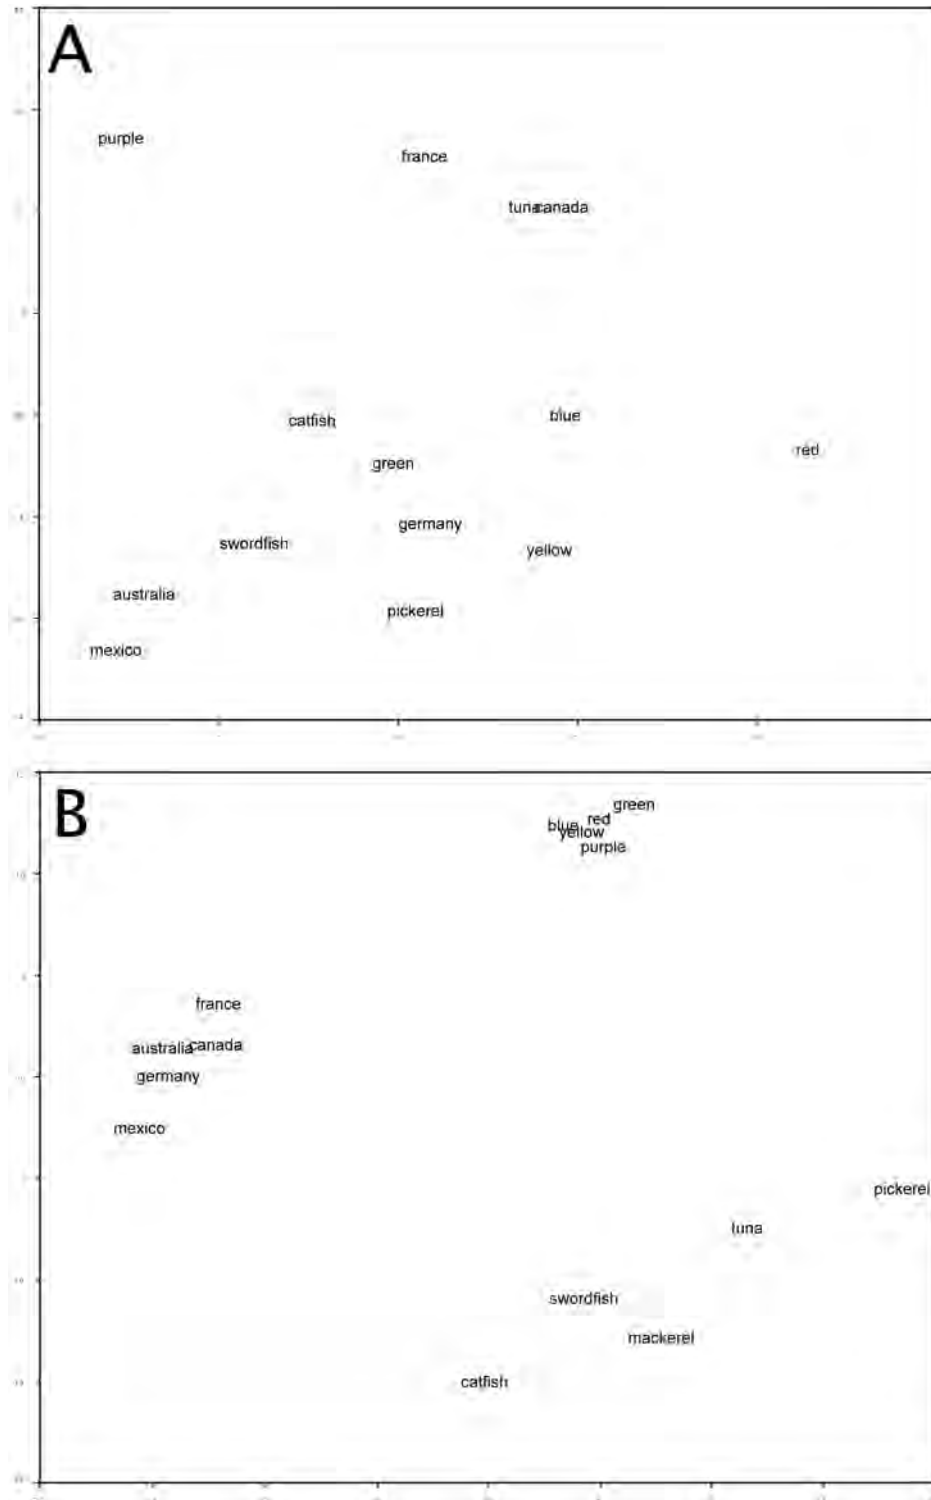 A
purple
france
tuna canada
catfish
blue
green
red
germany
swordfish
yellow
australia
pickerel
mexico
B
green
red
blue
yellow
purple
france
australia canada
germany
mexico
pickerel
tuna
swordfish
mackerel
catfish